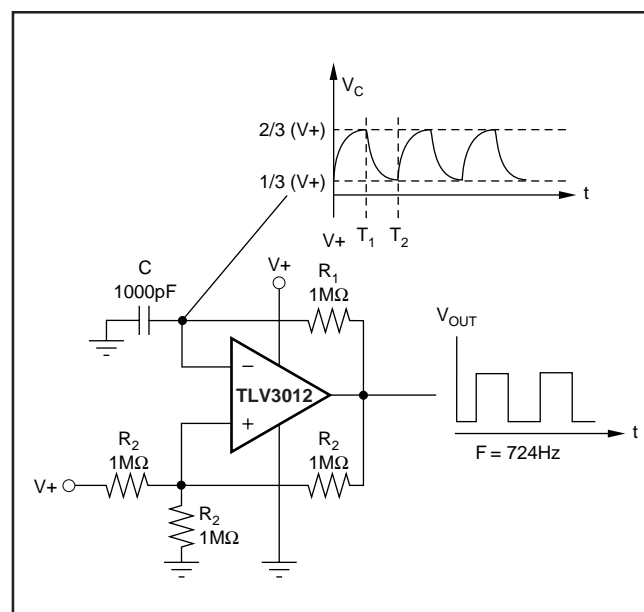 V_C
2/3 (V+)
1/3 (V+)
t
V+ T_1 T_2
C
1000pF
V+
R_1
1MΩ
V_OUT
−
TLV3012
+
t
F = 724Hz
R_2
1MΩ
R_2
1MΩ
V+
R_2
1MΩ